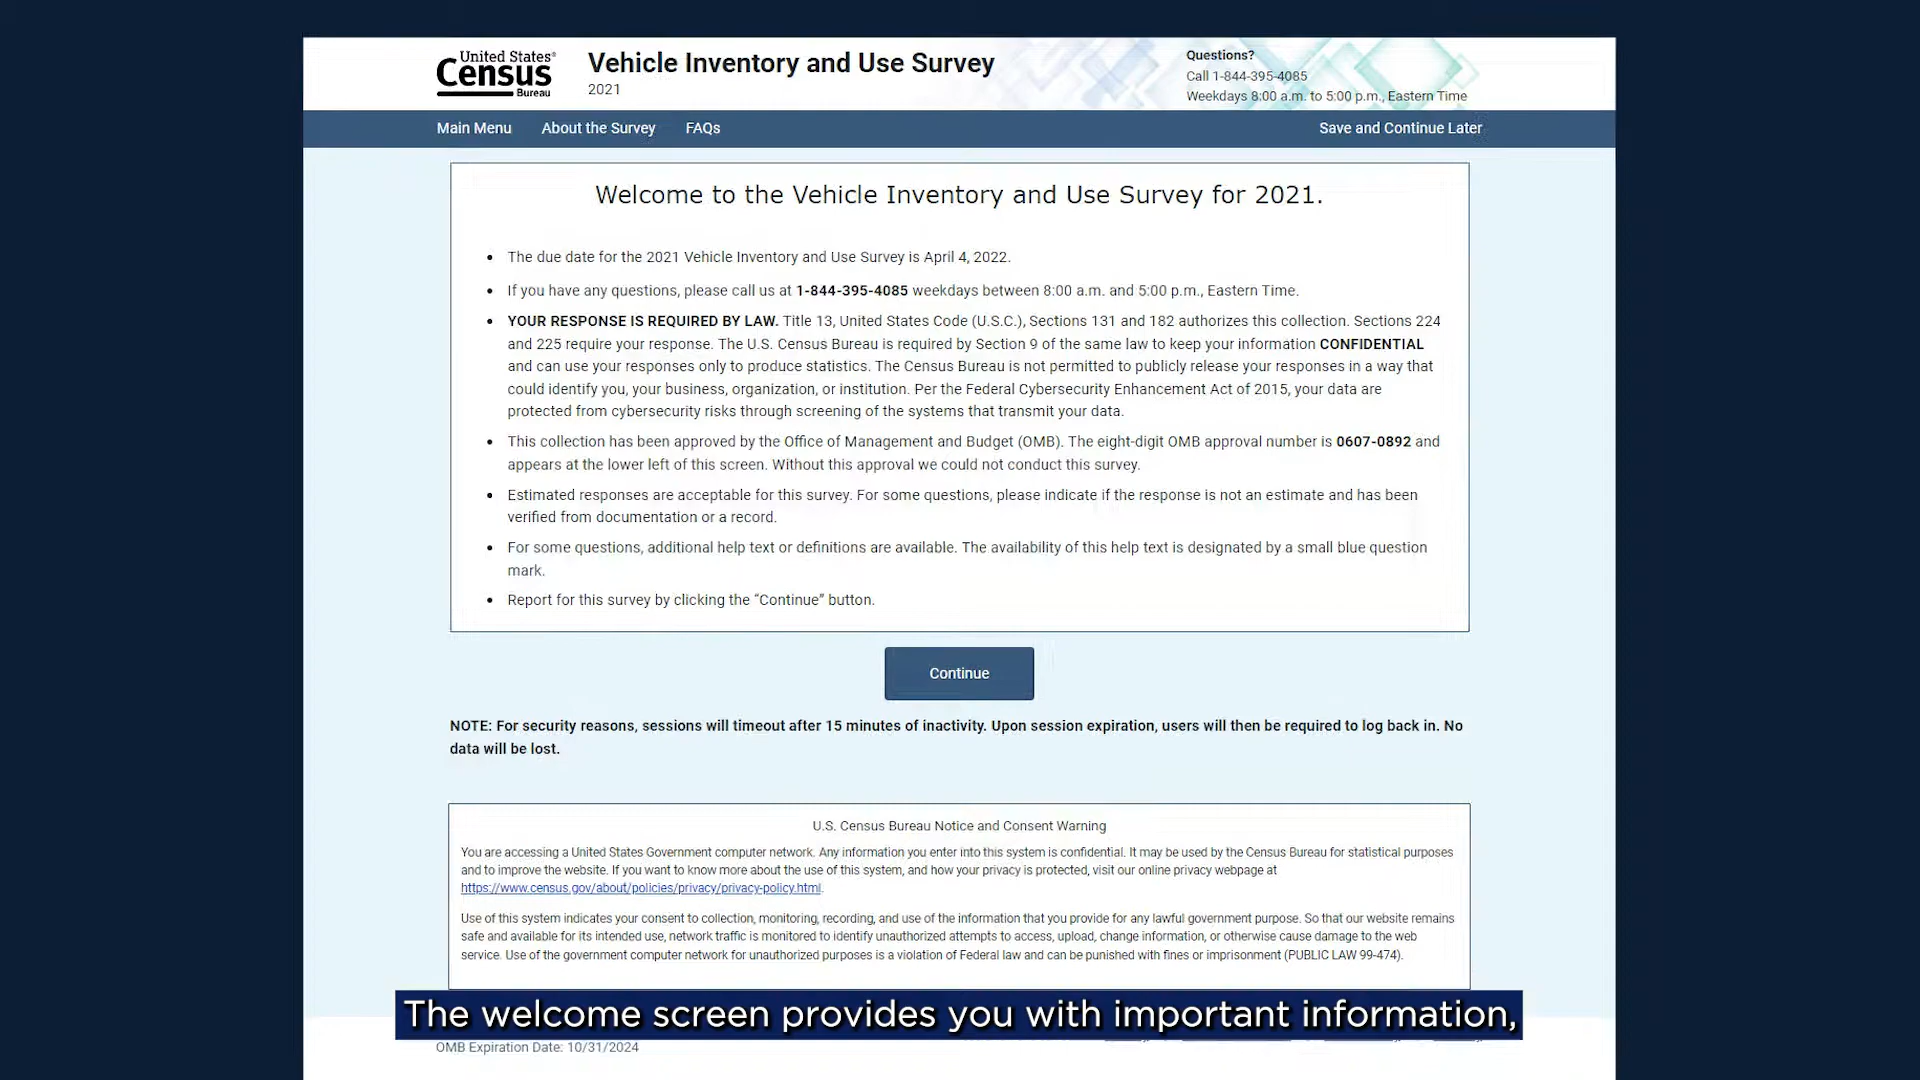 United States®
Census
Bureau
Vehicle Inventory and Use Survey
2021
Questions?
Call 1-844-395-4085
Weekdays 8:00 a.m. to 5:00 p.m., Eastern Time
Main Menu About the Survey FAQs Save and Continue Later
Welcome to the Vehicle Inventory and Use Survey for 2021.
• The due date for the 2021 Vehicle Inventory and Use Survey is April 4, 2022.
• If you have any questions, please call us at 1-844-395-4085 weekdays between 8:00 a.m. and 5:00 p.m., Eastern Time.
• YOUR RESPONSE IS REQUIRED BY LAW. Title 13, United States Code (U.S.C.), Sections 131 and 182 authorizes this collection. Sections 224
and 225 require your response. The U.S. Census Bureau is required by Section 9 of the same law to keep your information CONFIDENTIAL
and can use your responses only to produce statistics. The Census Bureau is not permitted to publicly release your responses in a way that
could identify you, your business, organization, or institution. Per the Federal Cybersecurity Enhancement Act of 2015, your data are
protected from cybersecurity risks through screening of the systems that transmit your data.
• This collection has been approved by the Office of Management and Budget (OMB). The eight-digit OMB approval number is 0607-0892 and
appears at the lower left of this screen. Without this approval we could not conduct this survey.
• Estimated responses are acceptable for this survey. For some questions, please indicate if the response is not an estimate and has been
verified from documentation or a record.
• For some questions, additional help text or definitions are available. The availability of this help text is designated by a small blue question
mark.
• Report for this survey by clicking the “Continue” button.
Continue
NOTE: For security reasons, sessions will timeout after 15 minutes of inactivity. Upon session expiration, users will then be required to log back in. No
data will be lost.
U.S. Census Bureau Notice and Consent Warning
You are accessing a United States Government computer network. Any information you enter into this system is confidential. It may be used by the Census Bureau for statistical purposes
and to improve the website. If you want to know more about the use of this system, and how your privacy is protected, visit our online privacy webpage at
https://www.census.gov/about/policies/privacy/privacy-policy.html.
Use of this system indicates your consent to collection, monitoring, recording, and use of the information that you provide for any lawful government purpose. So that our website remains
safe and available for its intended use, network traffic is monitored to identify unauthorized attempts to access, upload, change information, or otherwise cause damage to the web
service. Use of the government computer network for unauthorized purposes is a violation of Federal law and can be punished with fines or imprisonment (PUBLIC LAW 99-474).
The welcome screen provides you with important information,
OMB Expiration Date: 10/31/2024